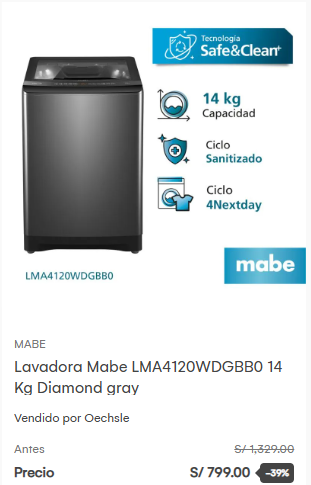 Tecnología
Safe&Clean+
14 kg
Capacidad
Ciclo
Sanitizado
Ciclo
4Nextday
LMA4120WDGBB0
mabe
MABE
Lavadora Mabe LMA4120WDGBB0 14
Kg Diamond gray
Vendido por Oechsle
Antes S/ 1,329.00
Precio S/ 799.00 -39%